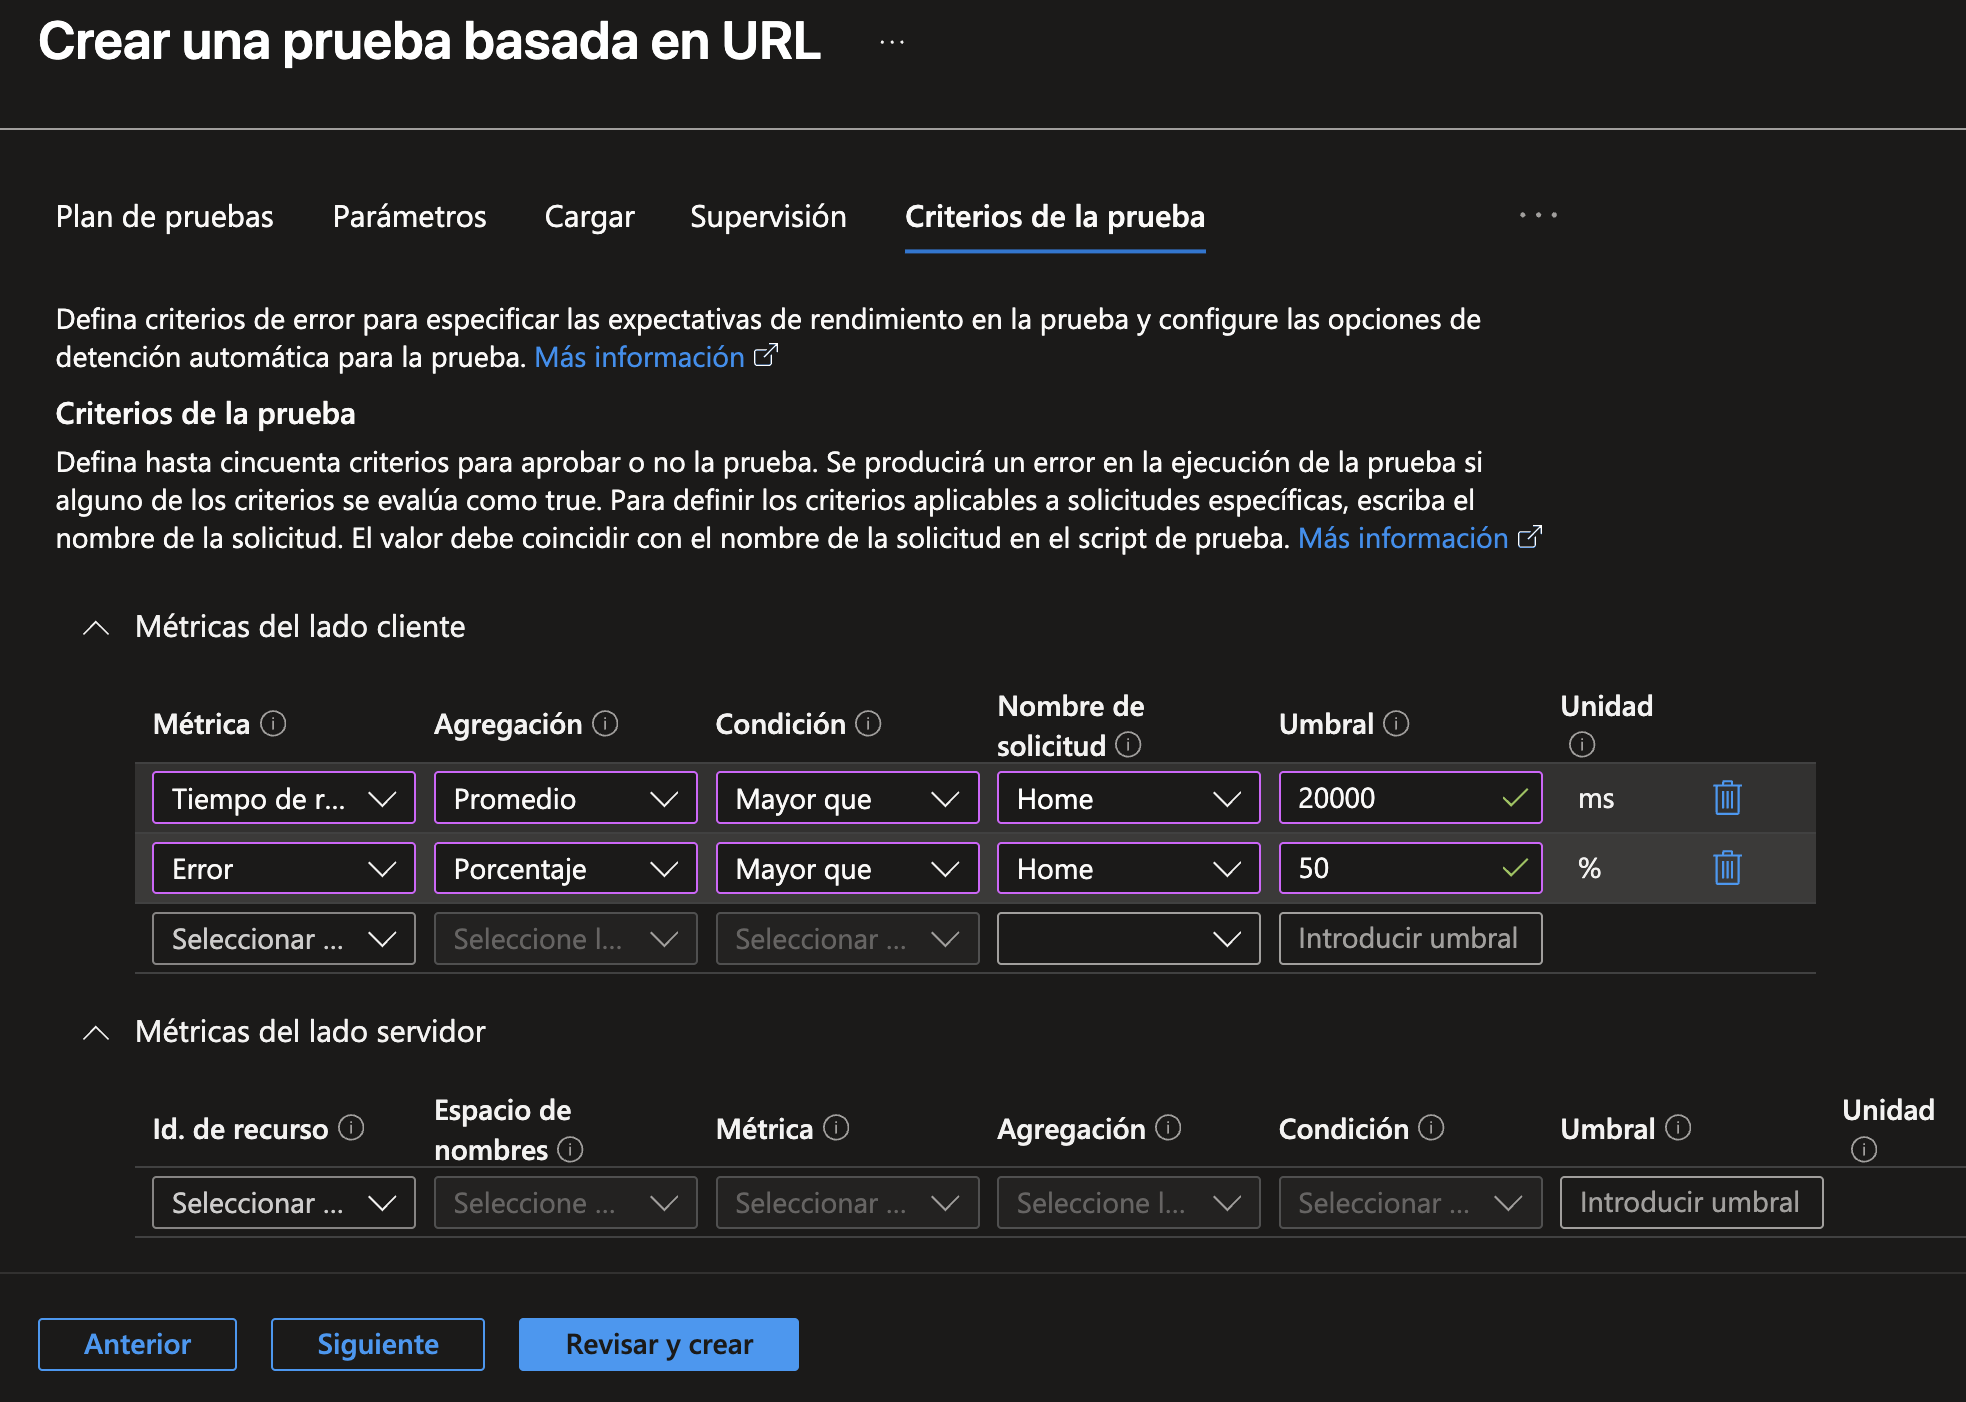 Crear una prueba basada en URL ...
Plan de pruebas Parámetros Cargar Supervisión Criterios de la prueba ...
Defina criterios de error para especificar las expectativas de rendimiento en la prueba y configure las opciones de
detención automática para la prueba. Más información
Criterios de la prueba
Defina hasta cincuenta criterios para aprobar o no la prueba. Se producirá un error en la ejecución de la prueba si
alguno de los criterios se evalúa como true. Para definir los criterios aplicables a solicitudes específicas, escriba el
nombre de la solicitud. El valor debe coincidir con el nombre de la solicitud en el script de prueba. Más información
Métricas del lado cliente
Métrica Agregación Condición Nombre de solicitud Umbral Unidad
Tiempo de r... Promedio Mayor que Home 20000 ms
Error Porcentaje Mayor que Home 50 %
Seleccionar ... Seleccione l... Seleccionar ... Introducir umbral
Métricas del lado servidor
Id. de recurso Espacio de nombres Métrica Agregación Condición Umbral Unidad
Seleccionar ... Seleccione ... Seleccionar ... Seleccione l... Seleccionar ... Introducir umbral
Anterior Siguiente Revisar y crear